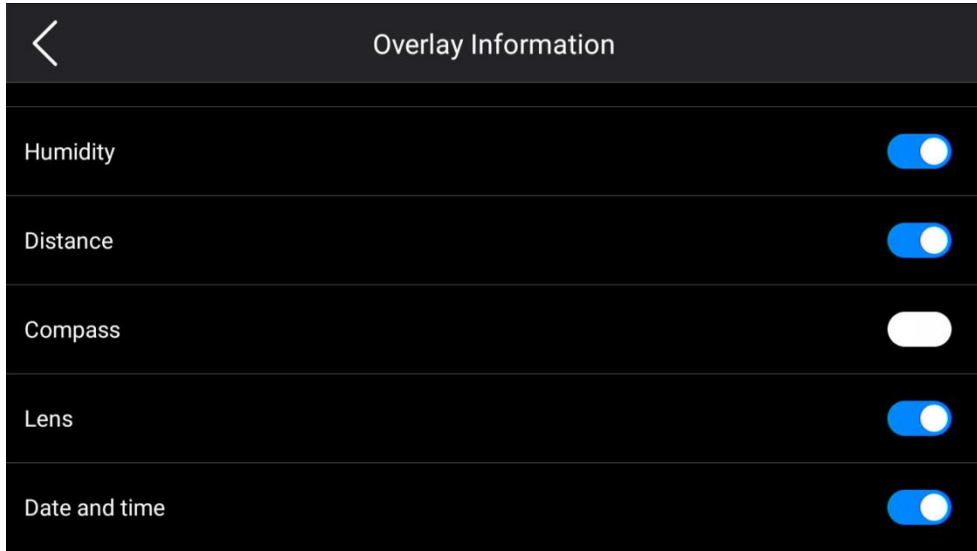 Overlay Information
Humidity
Distance
Compass
Lens
Date and time